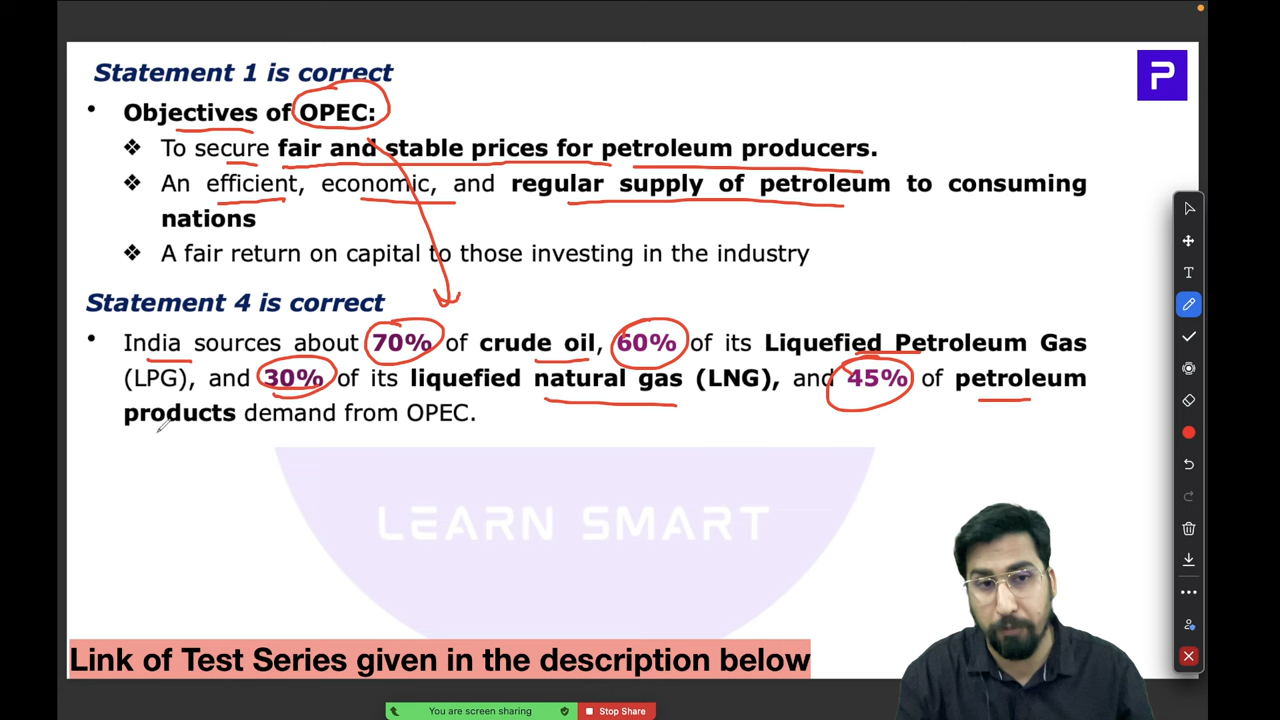 Statement 1 is correct
• Objectives of OPEC:
❖ To secure fair and stable prices for petroleum producers.
❖ An efficient, economic, and regular supply of petroleum to consuming
nations
❖ A fair return on capital to those investing in the industry
Statement 4 is correct
• India sources about 70% of crude oil, 60% of its Liquefied Petroleum Gas
(LPG), and 30% of its liquefied natural gas (LNG), and 45% of petroleum
products demand from OPEC.
LEARN SMART
Link of Test Series given in the description below
You are screen sharing
Stop Share